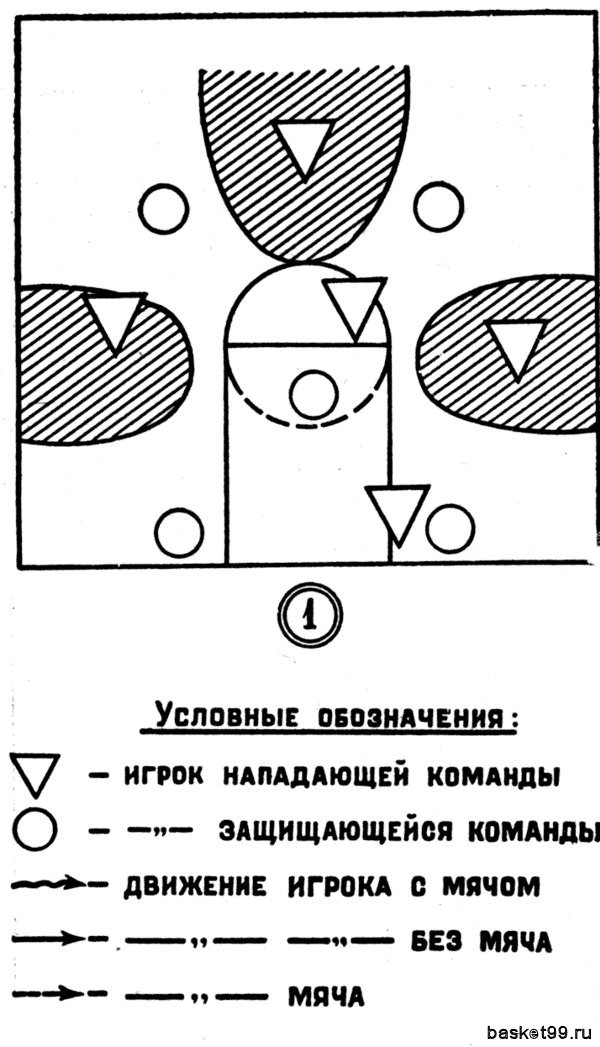 1
Условные обозначения:
– ИГРОК НАПАДАЮЩЕЙ КОМАНДЫ
– —„— ЗАЩИЩАЮЩЕЙСЯ КОМАНДЫ
– ДВИЖЕНИЕ ИГРОКА С МЯЧОМ
– —„— —„— БЕЗ МЯЧА
– —„— МЯЧА
basket99.ru